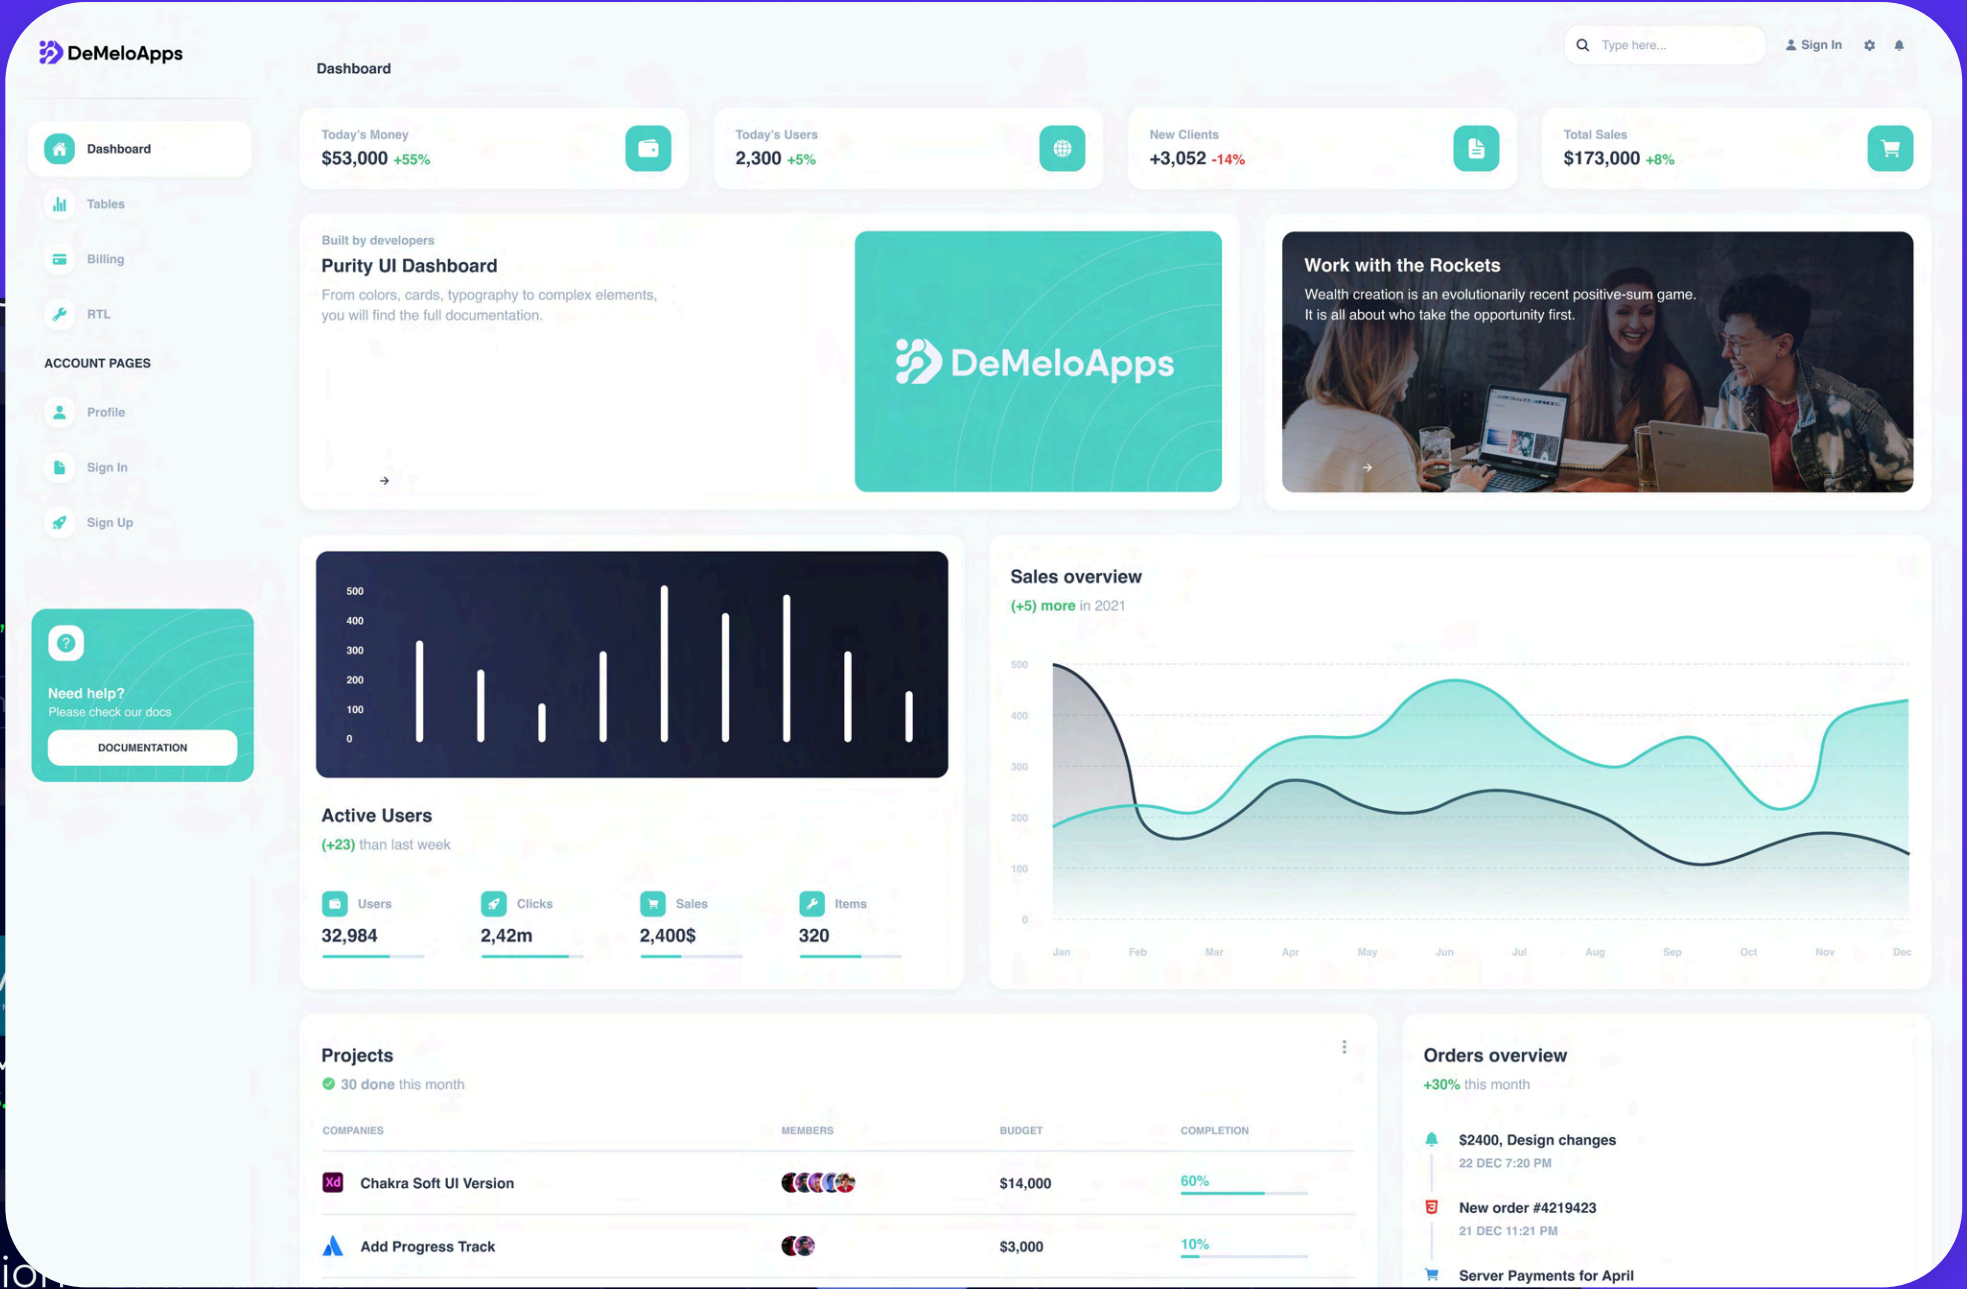 DeMeloApps
Dashboard
Type here...
Sign In
Dashboard
Tables
Billing
RTL
ACCOUNT PAGES
Profile
Sign In
Sign Up
?
Need help?
Please check our docs
DOCUMENTATION
Today's Money
$53,000 +55%
Today's Users
2,300 +5%
New Clients
+3,052 -14%
Total Sales
$173,000 +8%
Built by developers
Purity UI Dashboard
From colors, cards, typography to complex elements,
you will find the full documentation.
DeMeloApps
Work with the Rockets
Wealth creation is an evolutionarily recent positive-sum game.
It is all about who take the opportunity first.
500
400
300
200
100
0
Active Users
(+23) than last week
Users
32,984
Clicks
2,42m
Sales
2,400$
Items
320
Sales overview
(+5) more in 2021
500
400
300
200
100
0
Jan Feb Mar Apr May Jun Jul Aug Sep Oct Nov Dec
Projects
30 done this month
COMPANIES MEMBERS BUDGET COMPLETION
Xd Chakra Soft UI Version $14,000 60%
Add Progress Track $3,000 10%
Orders overview
+30% this month
$2400, Design changes
22 DEC 7:20 PM
New order #4219423
21 DEC 11:21 PM
Server Payments for April